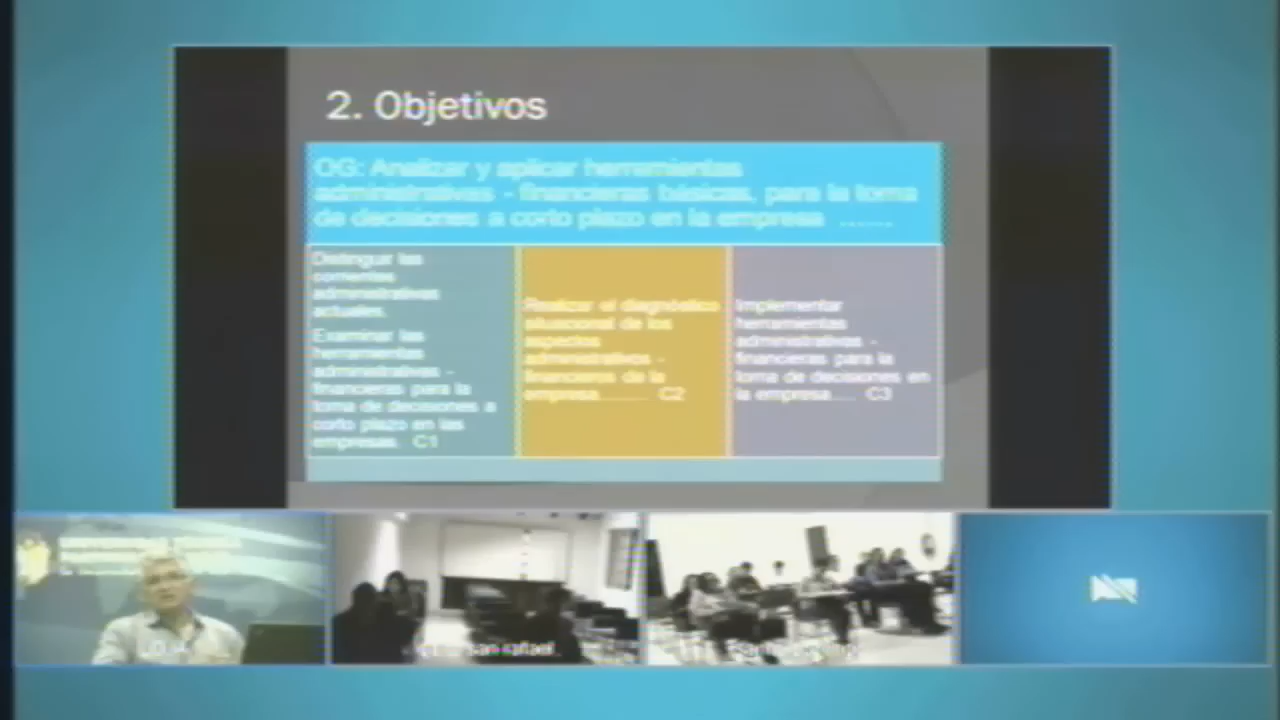 2. Objetivos
OG: Analizar y aplicar herramientas
administrativas - financieras básicas, para la toma
de decisiones a corto plazo en la empresa ......
Distinguir las
corrientes
administrativas
actuales.
Examinar las
herramientas
administrativas -
financieras para la
toma de decisiones a
corto plazo en las
empresas. C1
Realizar el diagnóstico
situacional de los
aspectos
administrativos -
financieros de la
empresa......... C2
Implementar
herramientas
administrativas -
financieras para la
toma de decisiones en
la empresa.... C3
san rafael